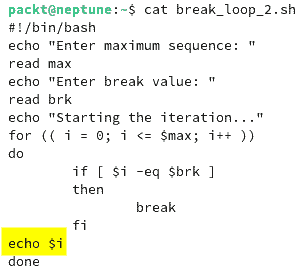 packt@neptune:~$ cat break_loop_2.sh
#!/bin/bash
echo "Enter maximum sequence: "
read max
echo "Enter break value: "
read brk
echo "Starting the iteration..."
for (( i = 0; i <= $max; i++ ))
do
        if [ $i -eq $brk ]
        then
                break
        fi
echo $i
done